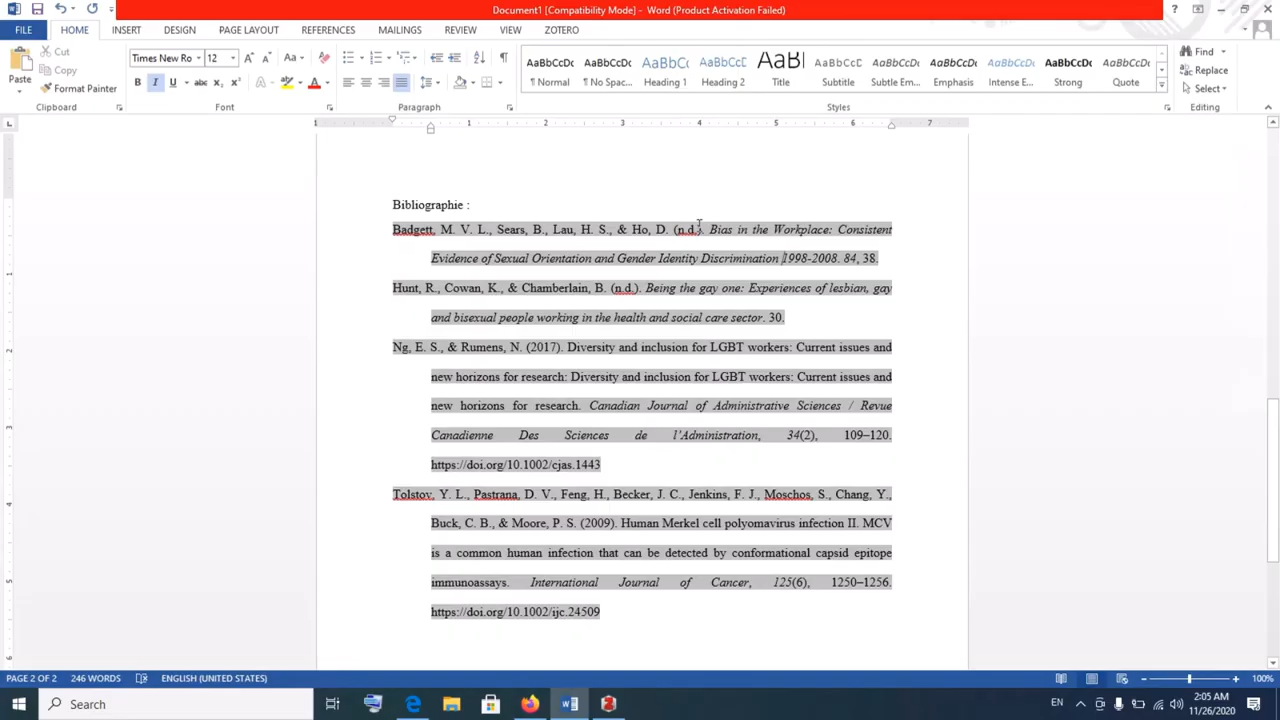 Document1 [Compatibility Mode] - Word (Product Activation Failed)
FILE HOME INSERT DESIGN PAGE LAYOUT REFERENCES MAILINGS REVIEW VIEW ZOTERO
Paste
Cut
Copy
Format Painter
Clipboard
Times New Ro 12
Font
Paragraph
AaBbCcDc AaBbCcDc AaBbCc AaBbCcD AaBl AaBbCcD AaBbCcDc AaBbCcDc AaBbCcDc AaBbCcDc AaBbCcDc
¶ Normal ¶ No Spac... Heading 1 Heading 2 Title Subtitle Subtle Em... Emphasis Intense E... Strong Quote
Styles
Find
Replace
Select
Editing
1 1 2 3 4 5 6 7
Bibliographie :
Badgett, M. V. L., Sears, B., Lau, H. S., & Ho, D. (n.d.). Bias in the Workplace: Consistent
Evidence of Sexual Orientation and Gender Identity Discrimination 1998-2008. 84, 38.
Hunt, R., Cowan, K., & Chamberlain, B. (n.d.). Being the gay one: Experiences of lesbian, gay
and bisexual people working in the health and social care sector. 30.
Ng, E. S., & Rumens, N. (2017). Diversity and inclusion for LGBT workers: Current issues and
new horizons for research: Diversity and inclusion for LGBT workers: Current issues and
new horizons for research. Canadian Journal of Administrative Sciences / Revue
Canadienne Des Sciences de l’Administration, 34(2), 109–120.
https://doi.org/10.1002/cjas.1443
Tolstov, Y. L., Pastrana, D. V., Feng, H., Becker, J. C., Jenkins, F. J., Moschos, S., Chang, Y.,
Buck, C. B., & Moore, P. S. (2009). Human Merkel cell polyomavirus infection II. MCV
is a common human infection that can be detected by conformational capsid epitope
immunoassays. International Journal of Cancer, 125(6), 1250–1256.
https://doi.org/10.1002/ijc.24509
PAGE 2 OF 2 246 WORDS ENGLISH (UNITED STATES) 100%
Search
EN
2:05 AM
11/26/2020